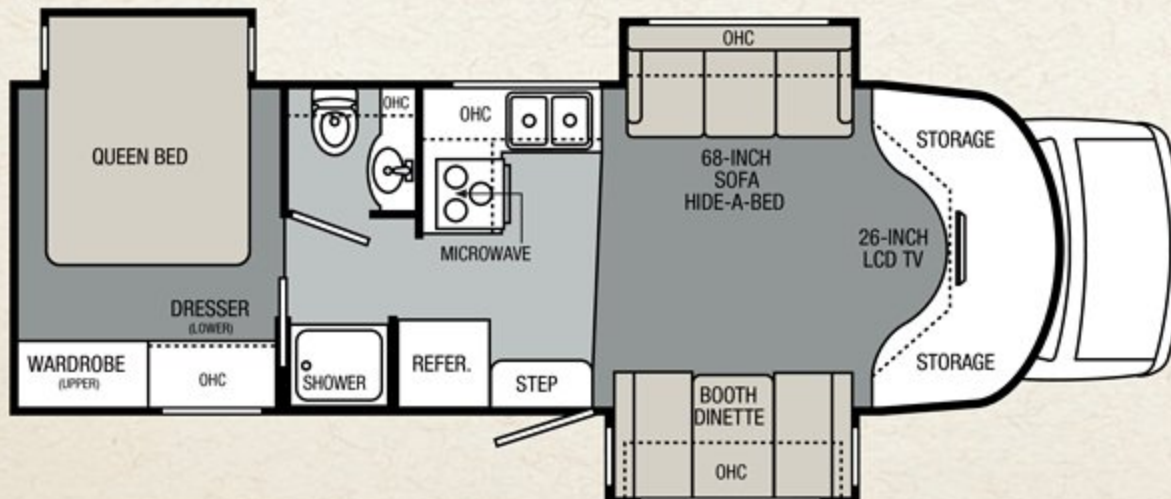 QUEEN BED
DRESSER
(LOWER)
WARDROBE
(UPPER)
OHC
OHC
SHOWER
OHC
MICROWAVE
REFER.
STEP
OHC
68-INCH
SOFA
HIDE-A-BED
BOOTH
DINETTE
OHC
STORAGE
26-INCH
LCD TV
STORAGE